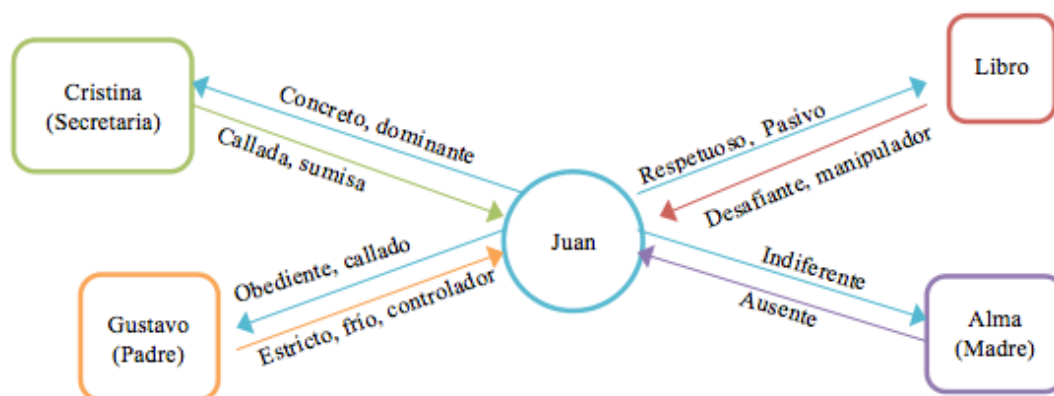 Cristina
(Secretaria)
Concreto, dominante
Callada, sumisa
Libro
Respetuoso, Pasivo
Desafiante, manipulador
Juan
Gustavo
(Padre)
Obediente, callado
Estricto, frío, controlador
Indiferente
Ausente
Alma
(Madre)